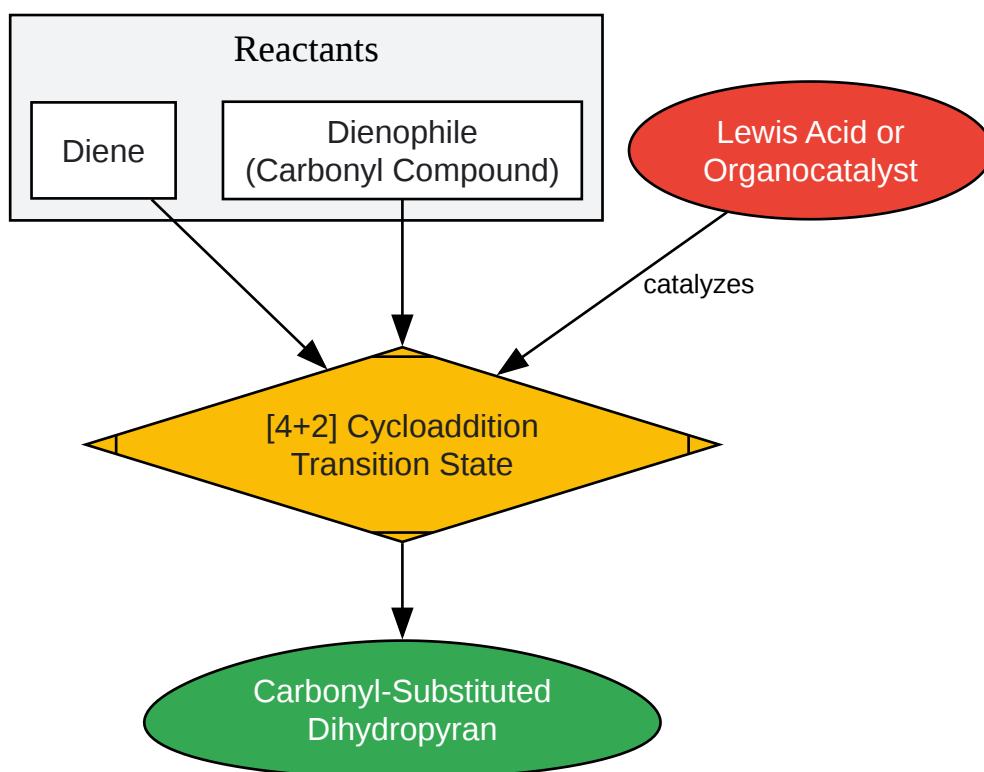 Reactants
Diene
Dienophile
(Carbonyl Compound)
Lewis Acid or
Organocatalyst
catalyzes
[4+2] Cycloaddition
Transition State
Carbonyl-Substituted
Dihydropyran